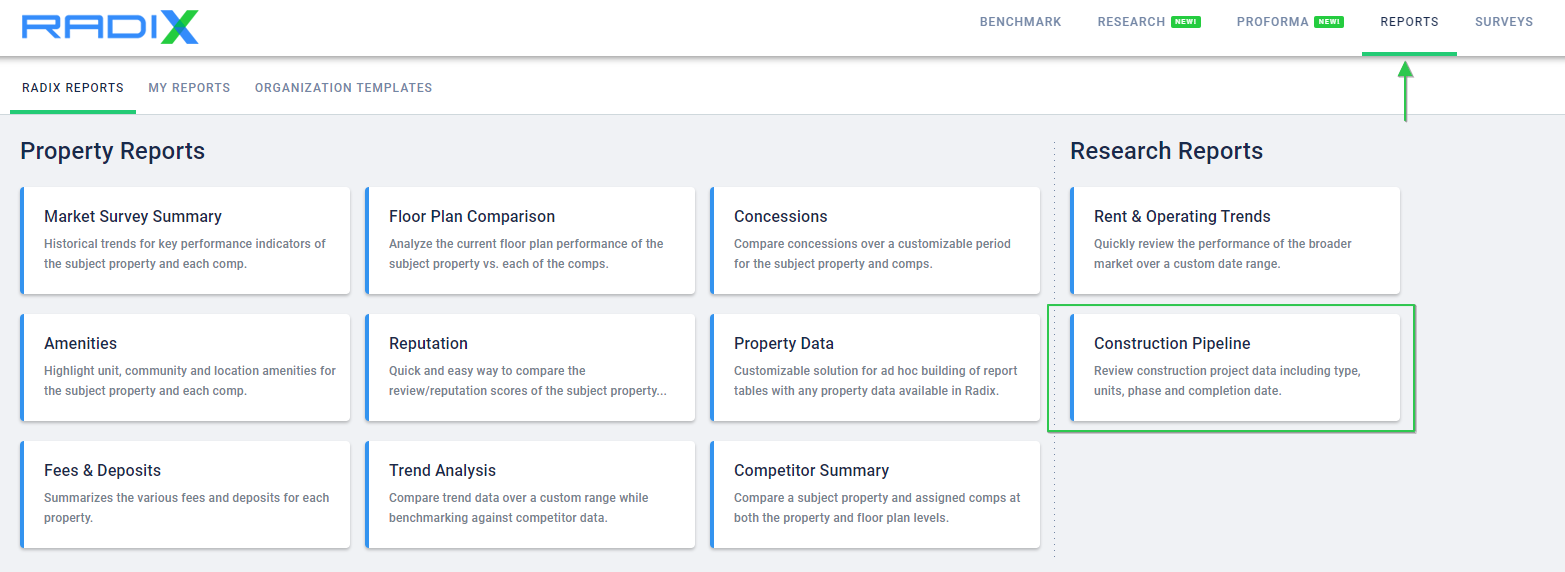 RADIX
BENCHMARK
RESEARCH NEW!
PROFORMA NEW!
REPORTS
SURVEYS
RADIX REPORTS
MY REPORTS
ORGANIZATION TEMPLATES
Property Reports
Market Survey Summary
Historical trends for key performance indicators of
the subject property and each comp.
Floor Plan Comparison
Analyze the current floor plan performance of the
subject property vs. each of the comps.
Concessions
Compare concessions over a customizable period
for the subject property and comps.
Amenities
Highlight unit, community and location amenities for
the subject property and each comp.
Reputation
Quick and easy way to compare the
review/reputation scores of the subject property...
Property Data
Customizable solution for ad hoc building of report
tables with any property data available in Radix.
Fees & Deposits
Summarizes the various fees and deposits for each
property.
Trend Analysis
Compare trend data over a custom range while
benchmarking against competitor data.
Competitor Summary
Compare a subject property and assigned comps at
both the property and floor plan levels.
Research Reports
Rent & Operating Trends
Quickly review the performance of the broader
market over a custom date range.
Construction Pipeline
Review construction project data including type,
units, phase and completion date.